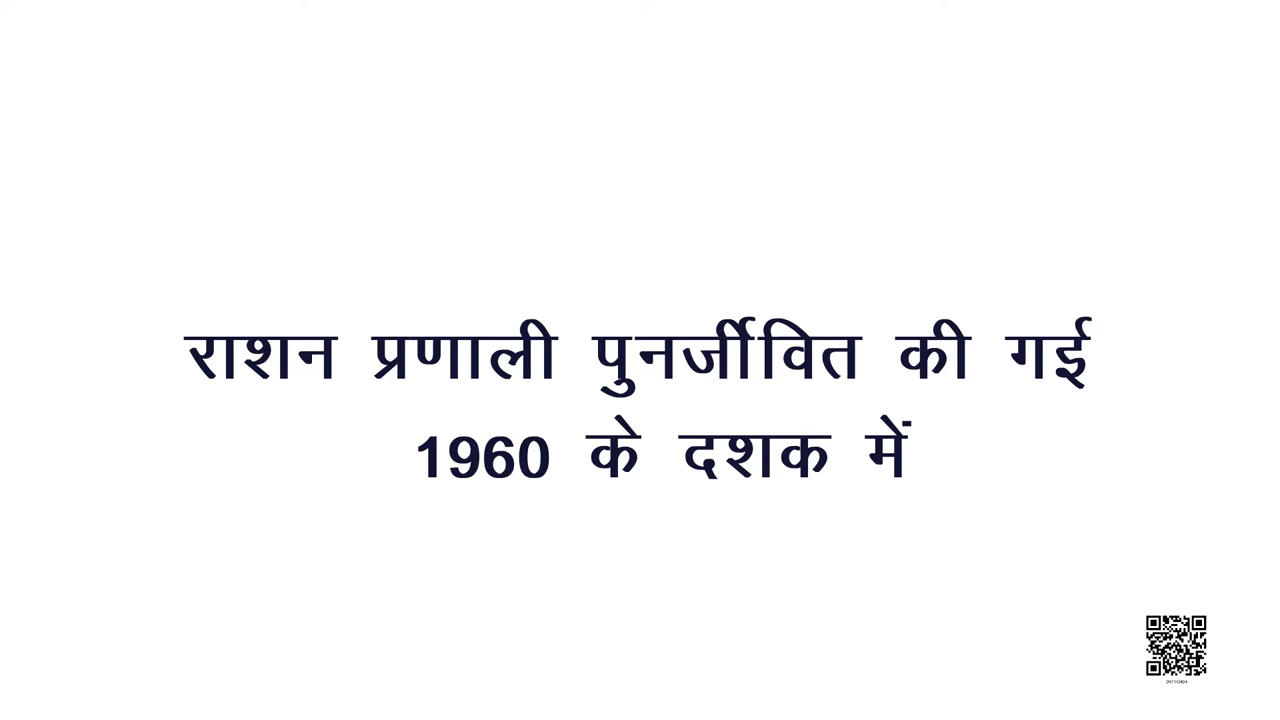 राशन प्रणाली पुनर्जीवित की गई
1960 के दशक में